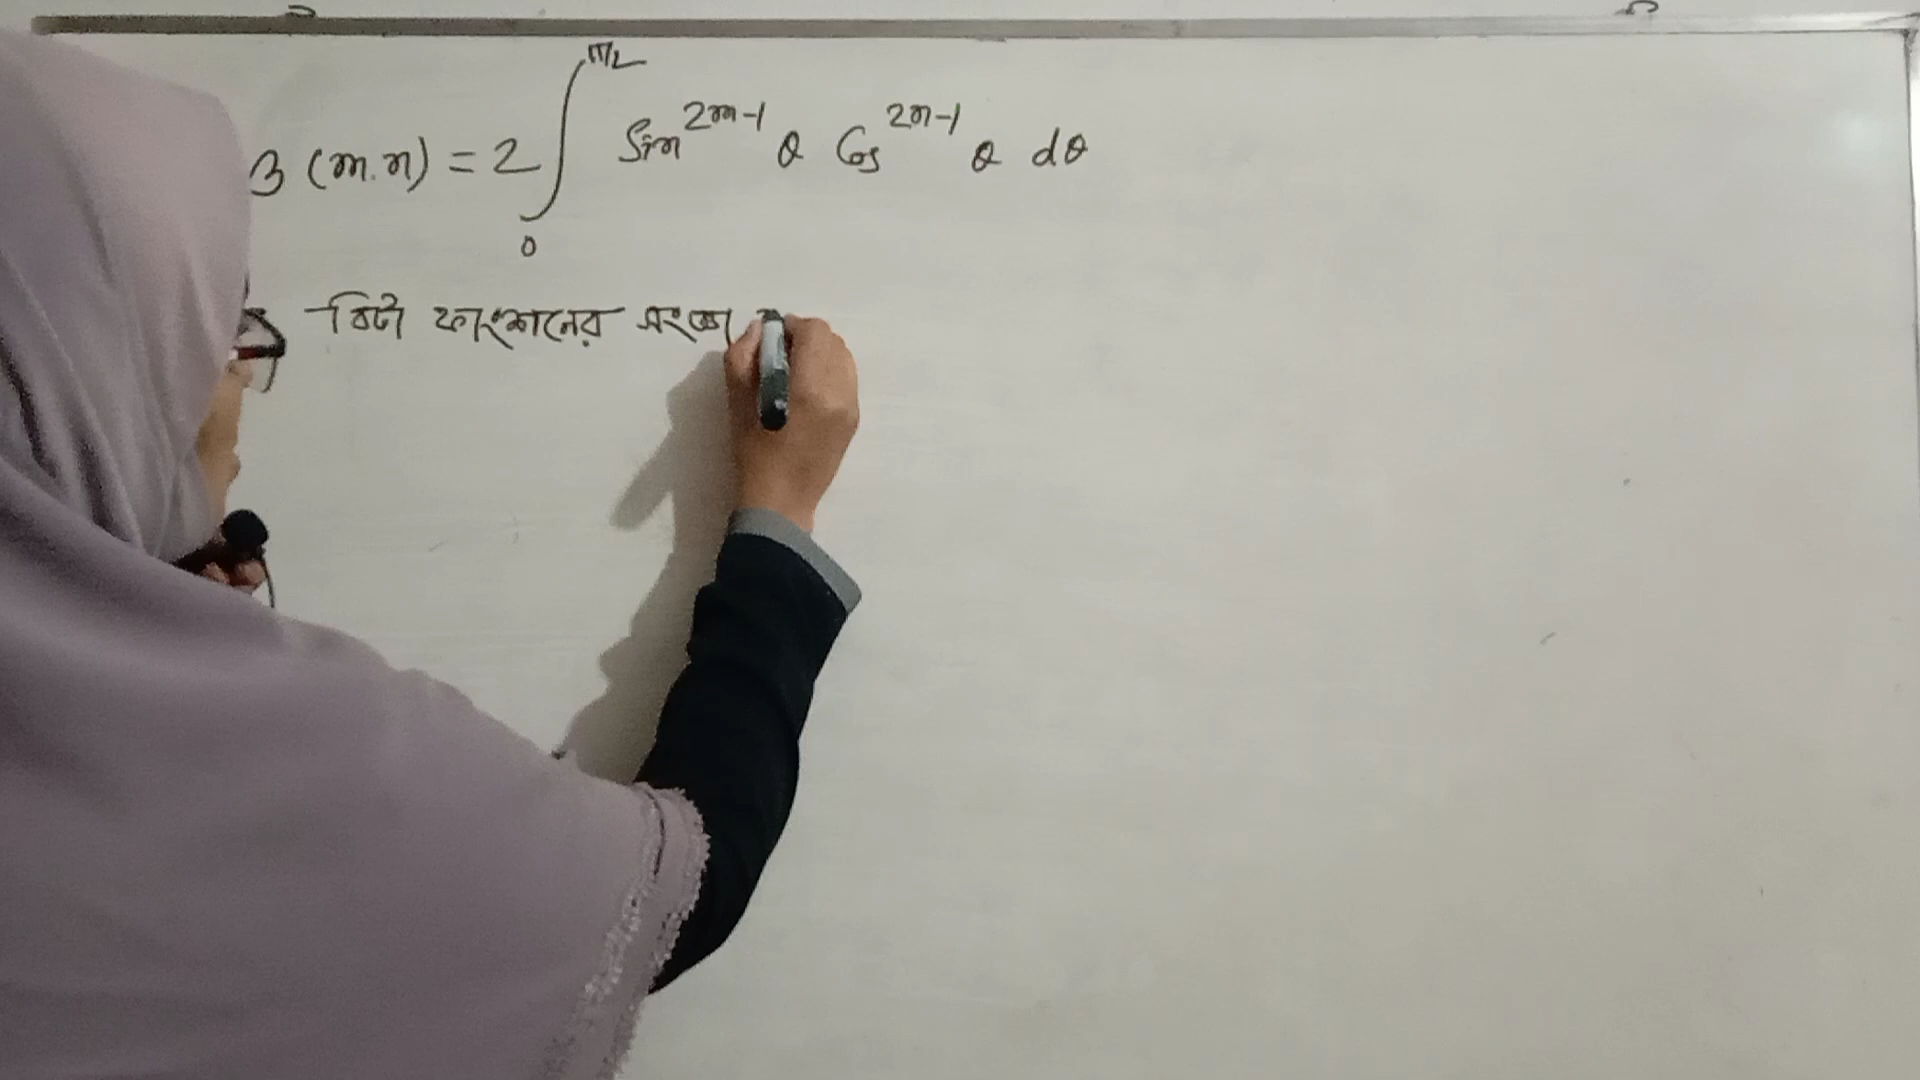 β (m.n) = 2 ∫₀^{π/2} Sin^{2m-1} θ Cos^{2n-1} θ dθ
বিটা ফাংশনের সংজ্ঞা